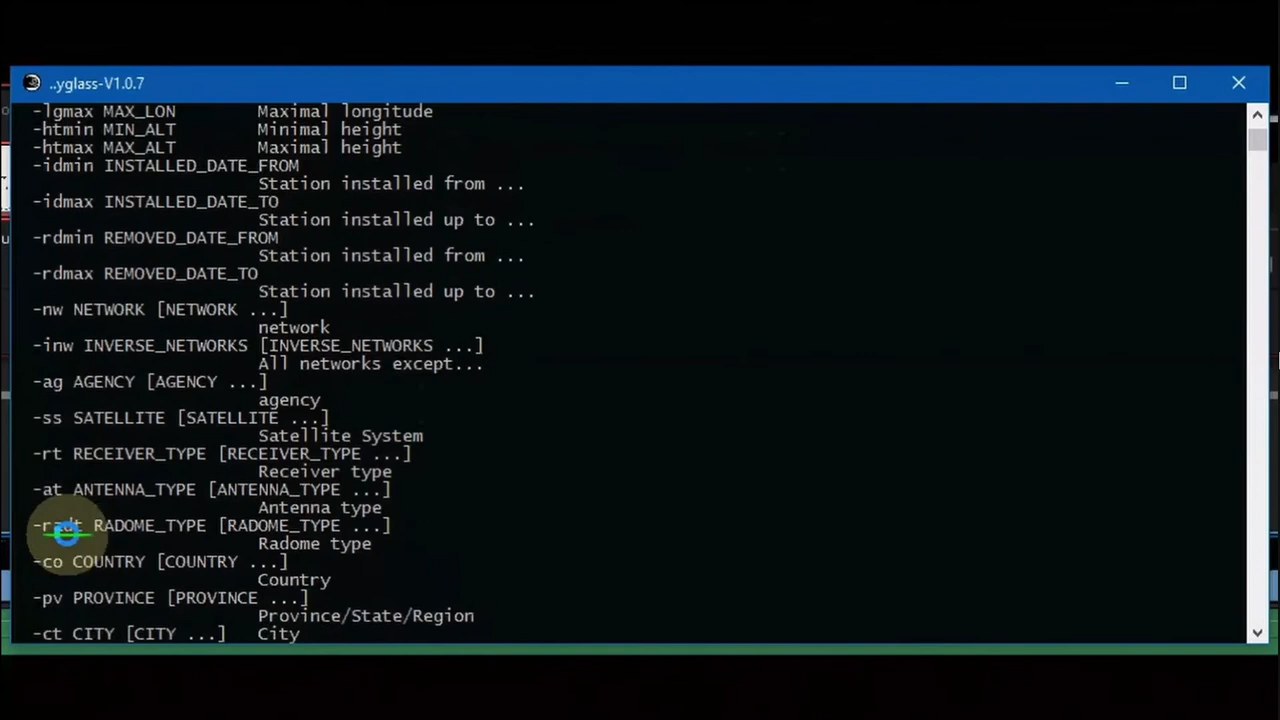 ..yglass-V1.0.7
-lgmax MAX_LON Maximal longitude
-htmin MIN_ALT Minimal height
-htmax MAX_ALT Maximal height
-idmin INSTALLED_DATE_FROM
Station installed from ...
-idmax INSTALLED_DATE_TO
Station installed up to ...
-rdmin REMOVED_DATE_FROM
Station installed from ...
-rdmax REMOVED_DATE_TO
Station installed up to ...
-nw NETWORK [NETWORK ...]
network
-inw INVERSE_NETWORKS [INVERSE_NETWORKS ...]
All networks except...
-ag AGENCY [AGENCY ...]
agency
-ss SATELLITE [SATELLITE ...]
Satellite System
-rt RECEIVER_TYPE [RECEIVER_TYPE ...]
Receiver type
-at ANTENNA_TYPE [ANTENNA_TYPE ...]
Antenna type
-radt RADOME_TYPE [RADOME_TYPE ...]
Radome type
-co COUNTRY [COUNTRY ...]
Country
-pv PROVINCE [PROVINCE ...]
Province/State/Region
-ct CITY [CITY ...] City